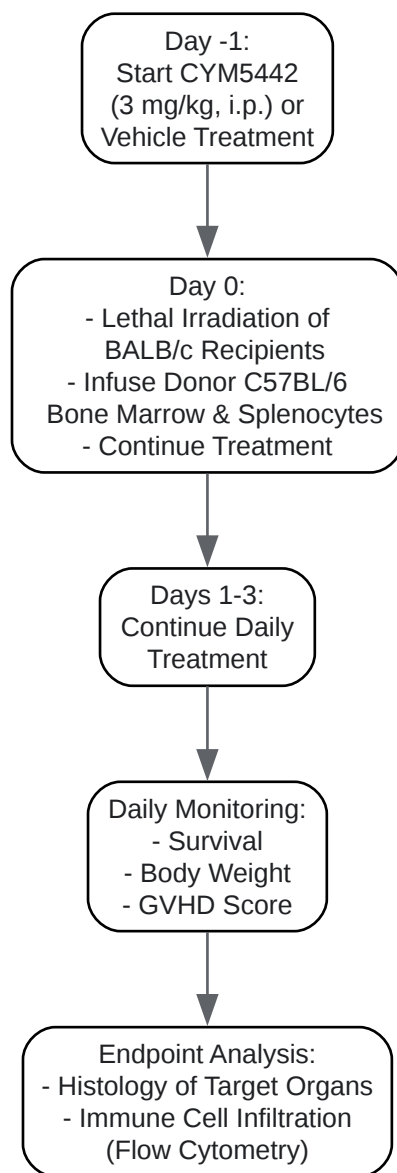 Day -1:
Start CYM5442
(3 mg/kg, i.p.) or
Vehicle Treatment
Day 0:
- Lethal Irradiation of
BALB/c Recipients
- Infuse Donor C57BL/6
Bone Marrow & Splenocytes
- Continue Treatment
Days 1-3:
Continue Daily
Treatment
Daily Monitoring:
- Survival
- Body Weight
- GVHD Score
Endpoint Analysis:
- Histology of Target Organs
- Immune Cell Infiltration
(Flow Cytometry)